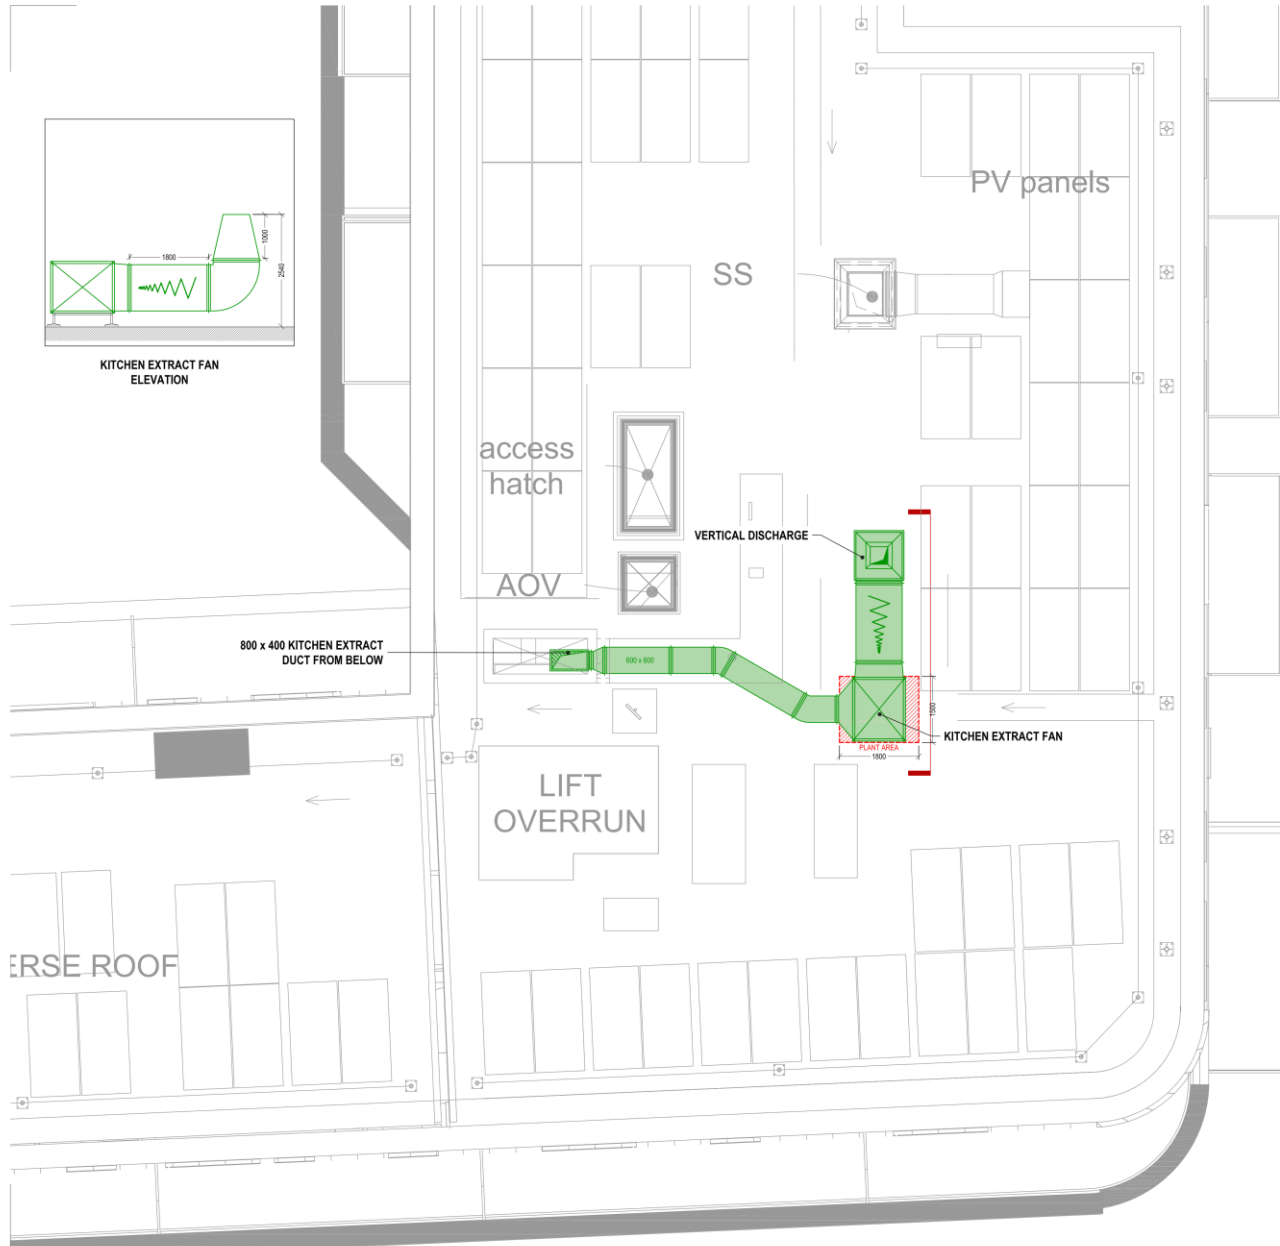 PV panels
SS
1800
1000
2540
KITCHEN EXTRACT FAN
ELEVATION
access
hatch
VERTICAL DISCHARGE
AOV
800 x 400 KITCHEN EXTRACT
DUCT FROM BELOW
600 x 600
1500
KITCHEN EXTRACT FAN
PLANT AREA
1800
LIFT
OVERRUN
ERSE ROOF